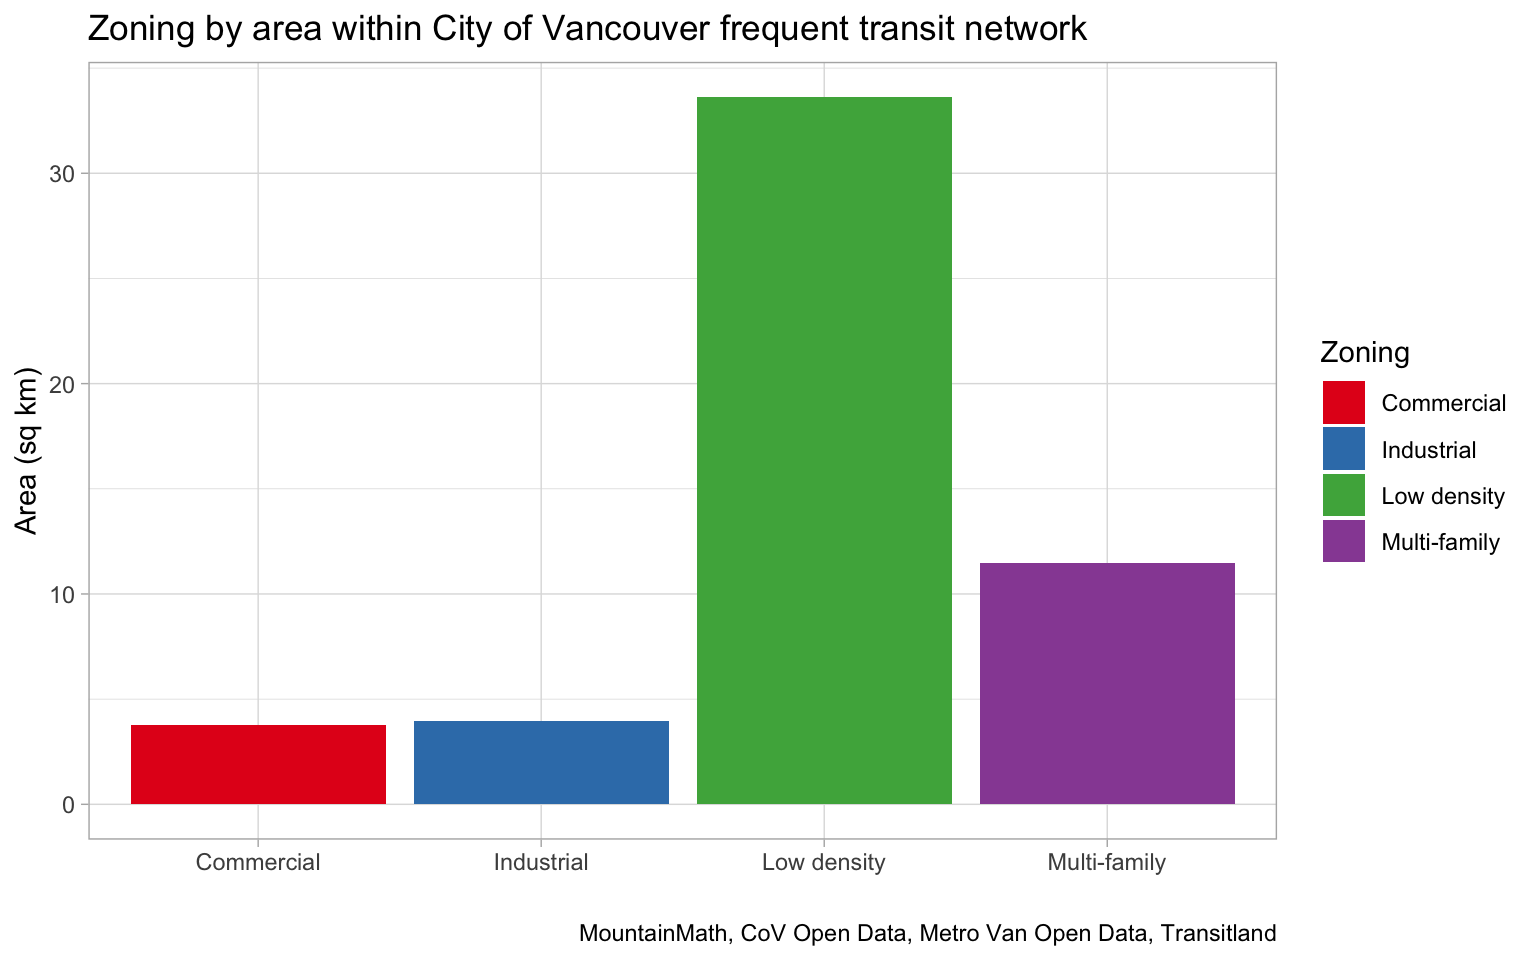 Zoning by area within City of Vancouver frequent transit network
Area (sq km)
30
20
10
0
Commercial
Industrial
Low density
Multi-family
Zoning
Commercial
Industrial
Low density
Multi-family
MountainMath, CoV Open Data, Metro Van Open Data, Transitland